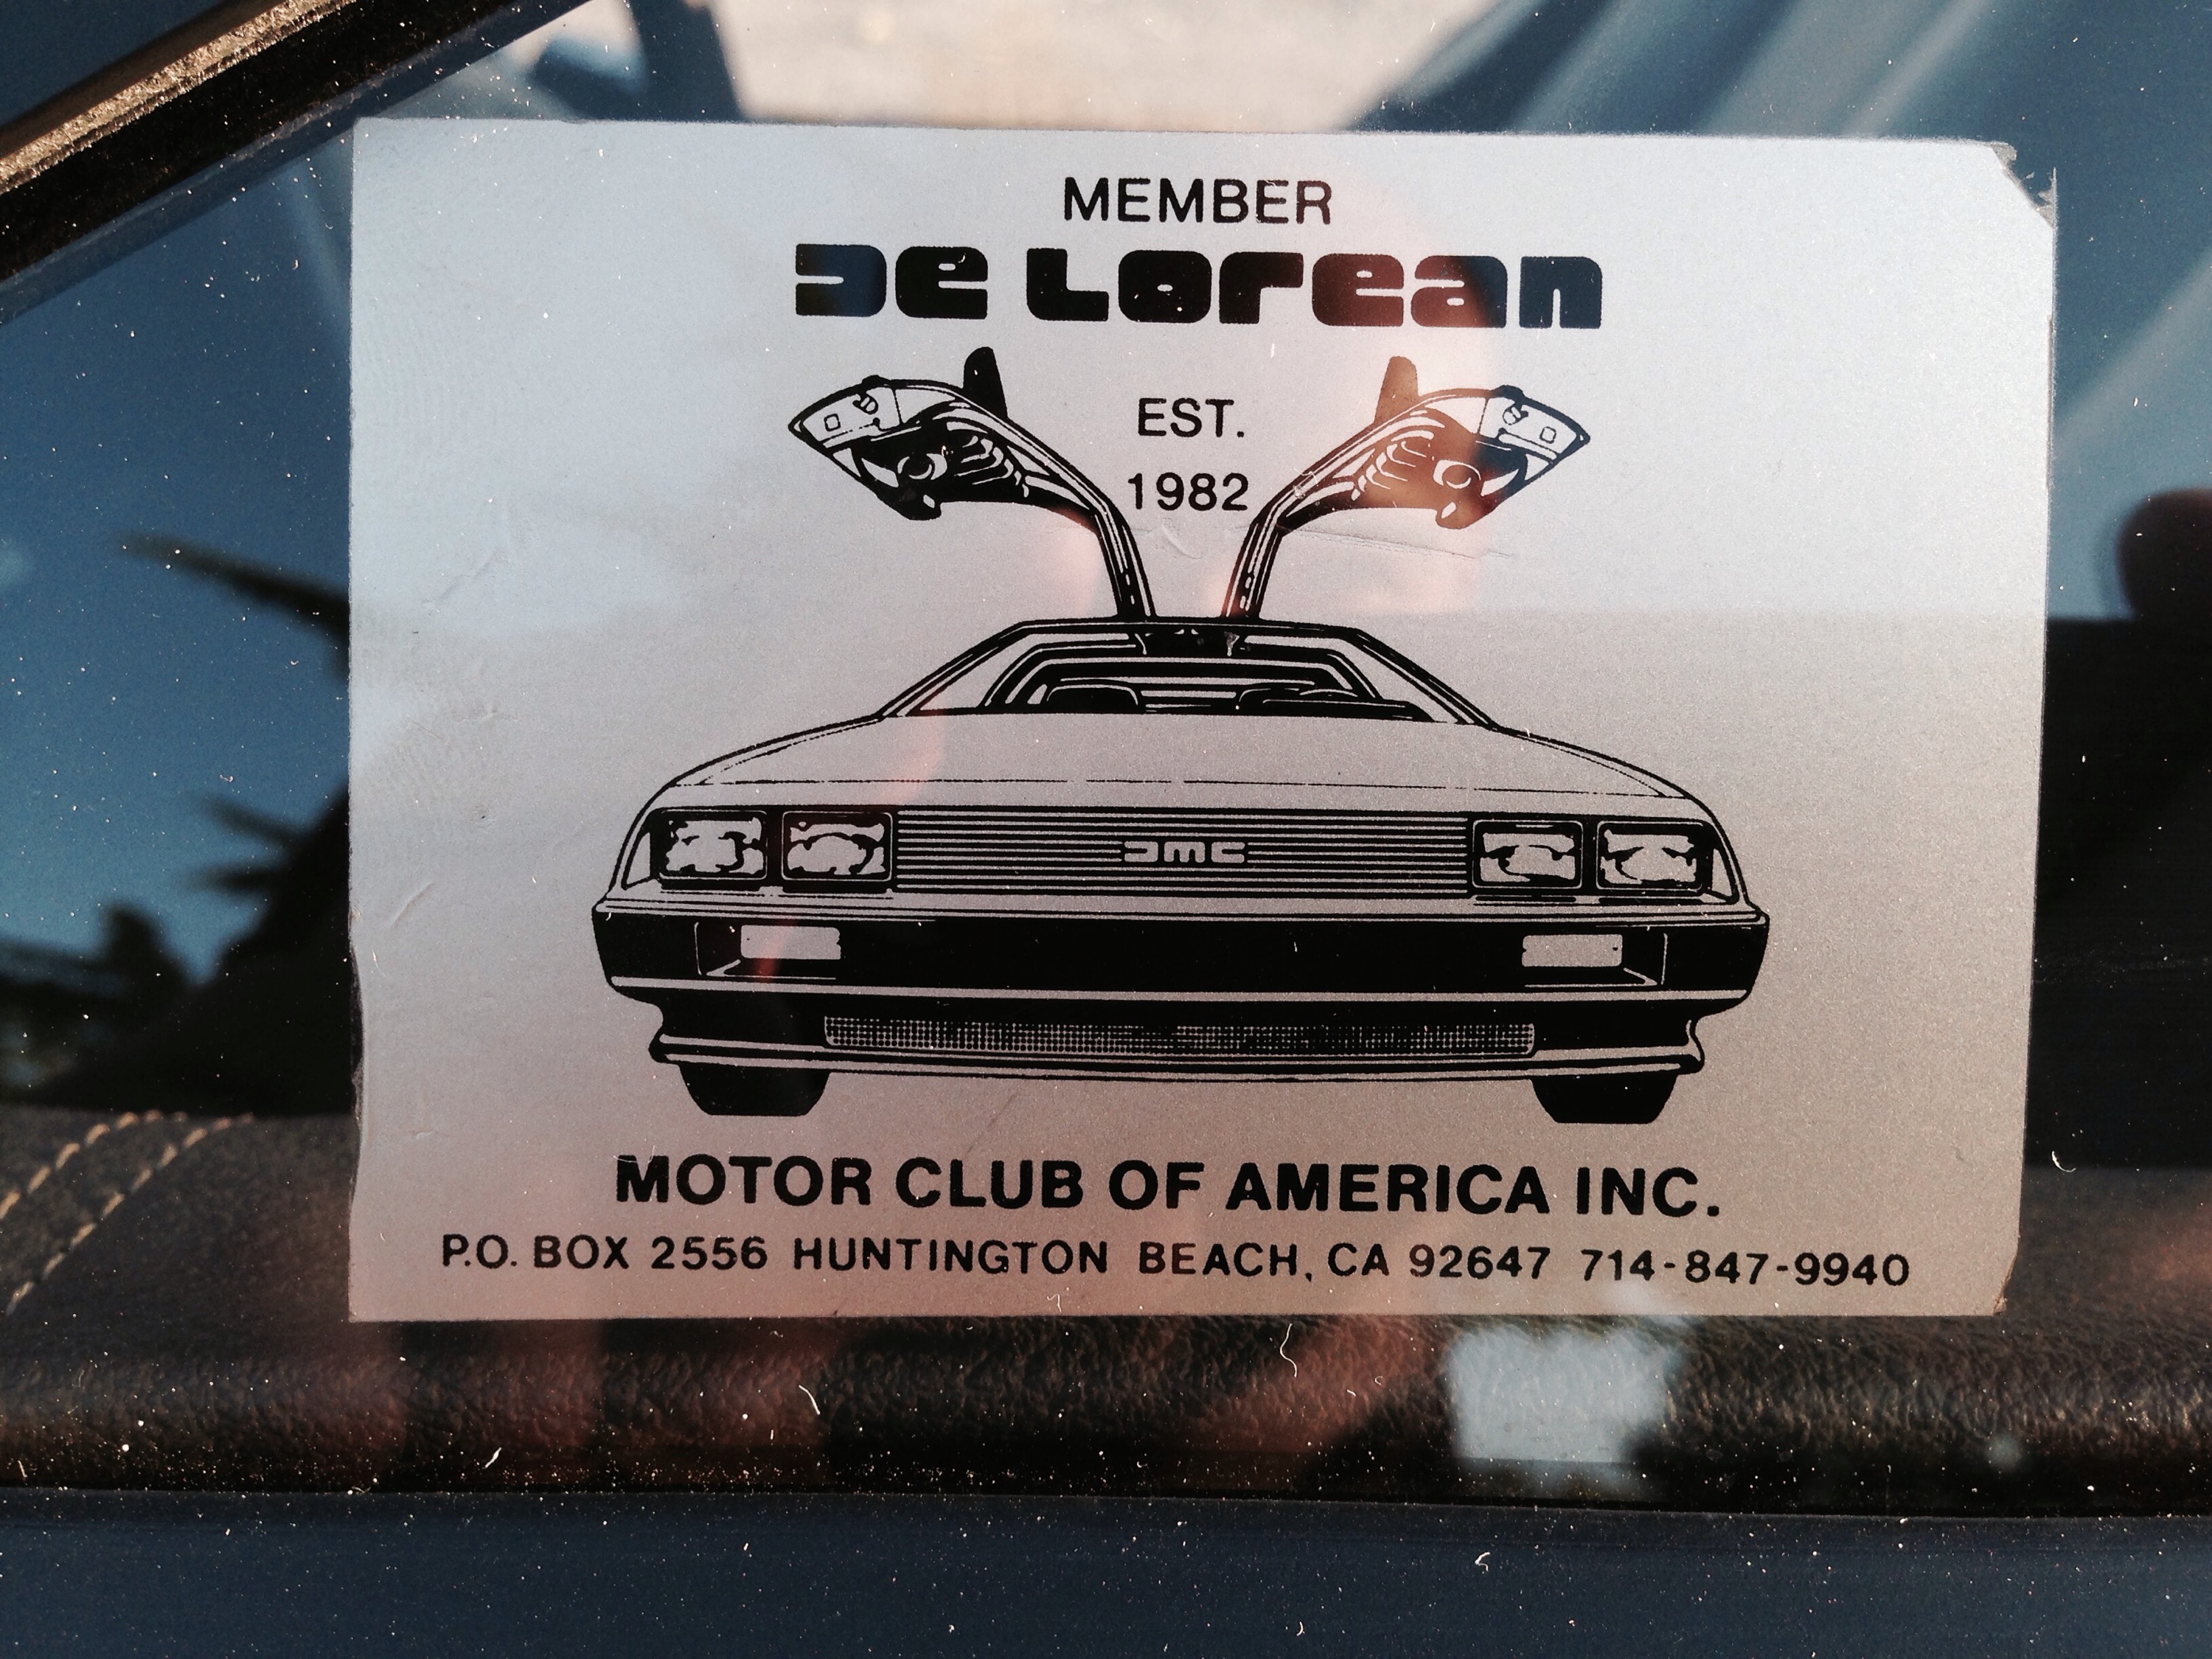 MEMBER
De Lorean
EST.
1982
DMC
MOTOR CLUB OF AMERICA INC.
P.O. BOX 2556 HUNTINGTON BEACH, CA 92647 714-847-9940